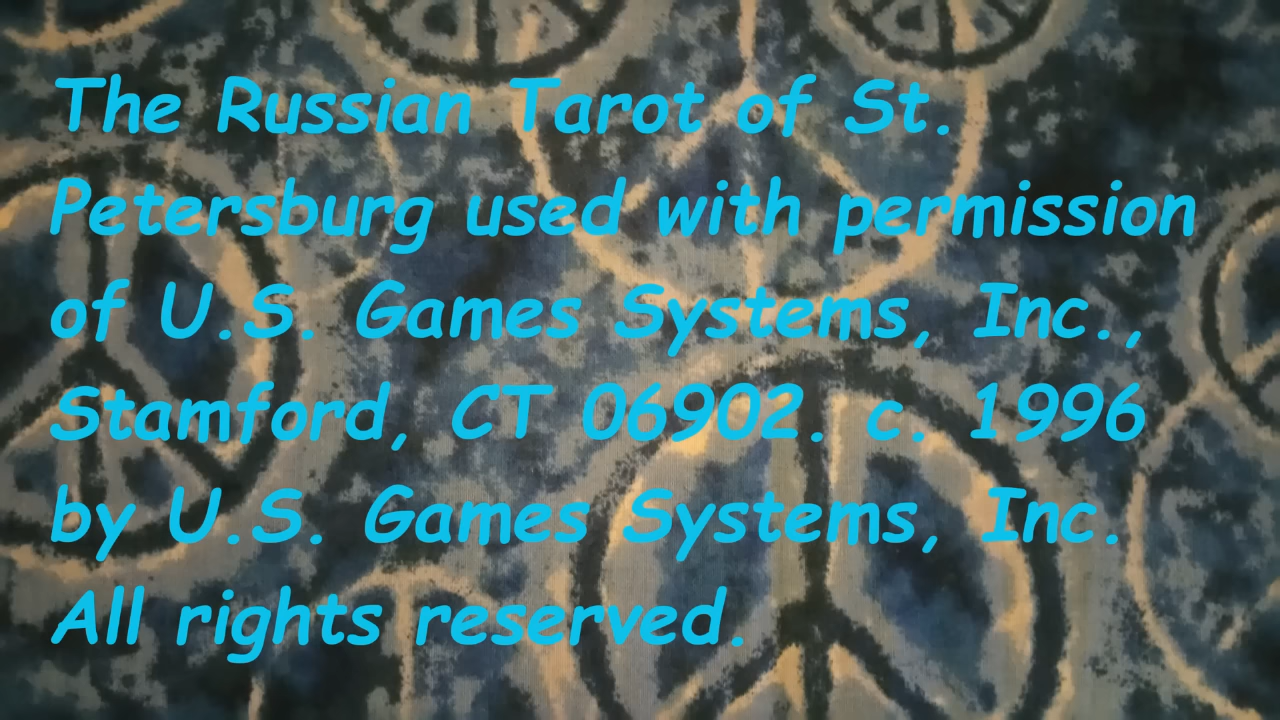 The Russian Tarot of St.
Petersburg used with permission
of U.S. Games Systems, Inc.,
Stamford, CT 06902. c. 1996
by U.S. Games Systems, Inc.
All rights reserved.